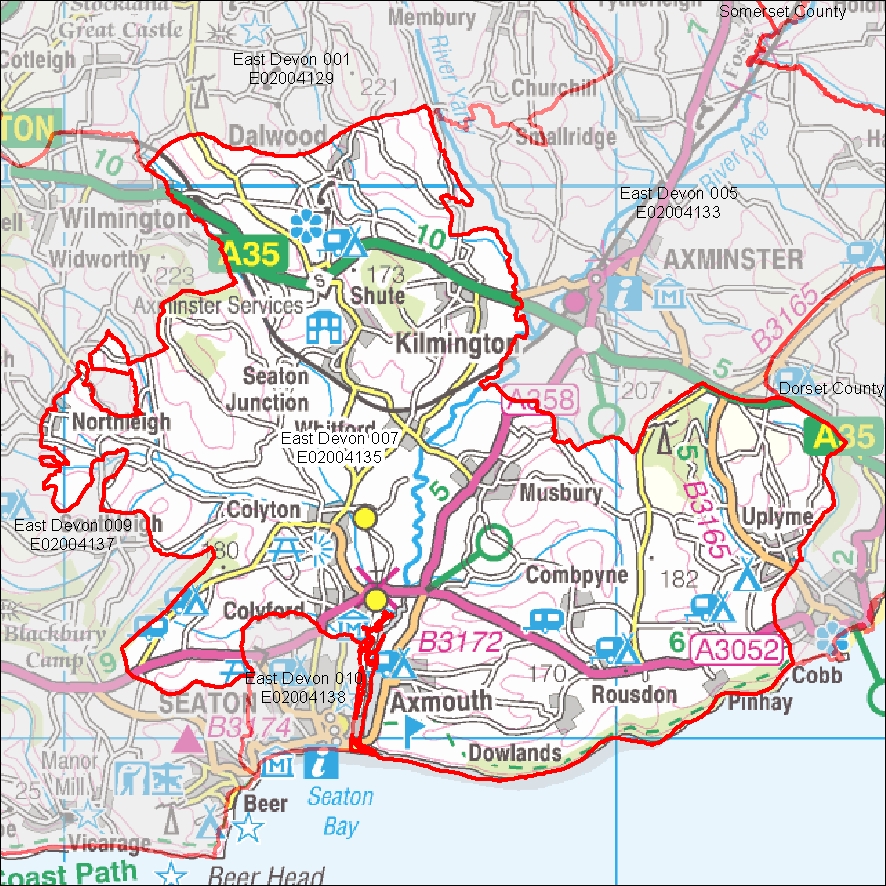 Stockland
Great Castle
Membury
Tytherleigh
Somerset County
Cotleigh
East Devon 001
E02004129
221
River Yarty
Churchill
Fosse
TON
Dalwood
Smallridge
10
River Axe
East Devon 005
E02004133
Wilmington
10
A35
AXMINSTER
Widworthy
223
173
S
Axminster Services
Shute
B3165
Kilmington
5
Seaton
Junction
A358
207
Dorset County
Northleigh
Whitford
A35
East Devon 007
E02004135
5
B3165
5
Musbury
Colyton
Uplyme
East Devon 009
E02004137
180
2
Combpyne
182
Colyford
Blackbury
Camp
9
B3172
6
A3052
East Devon 010
E02004138
170
Cobb
SEATON
Axmouth
Rousdon
Pinhay
B3174
Dowlands
Manor
Mill
25
Beer
Seaton
Bay
Vicarage
Coast Path
Beer Head